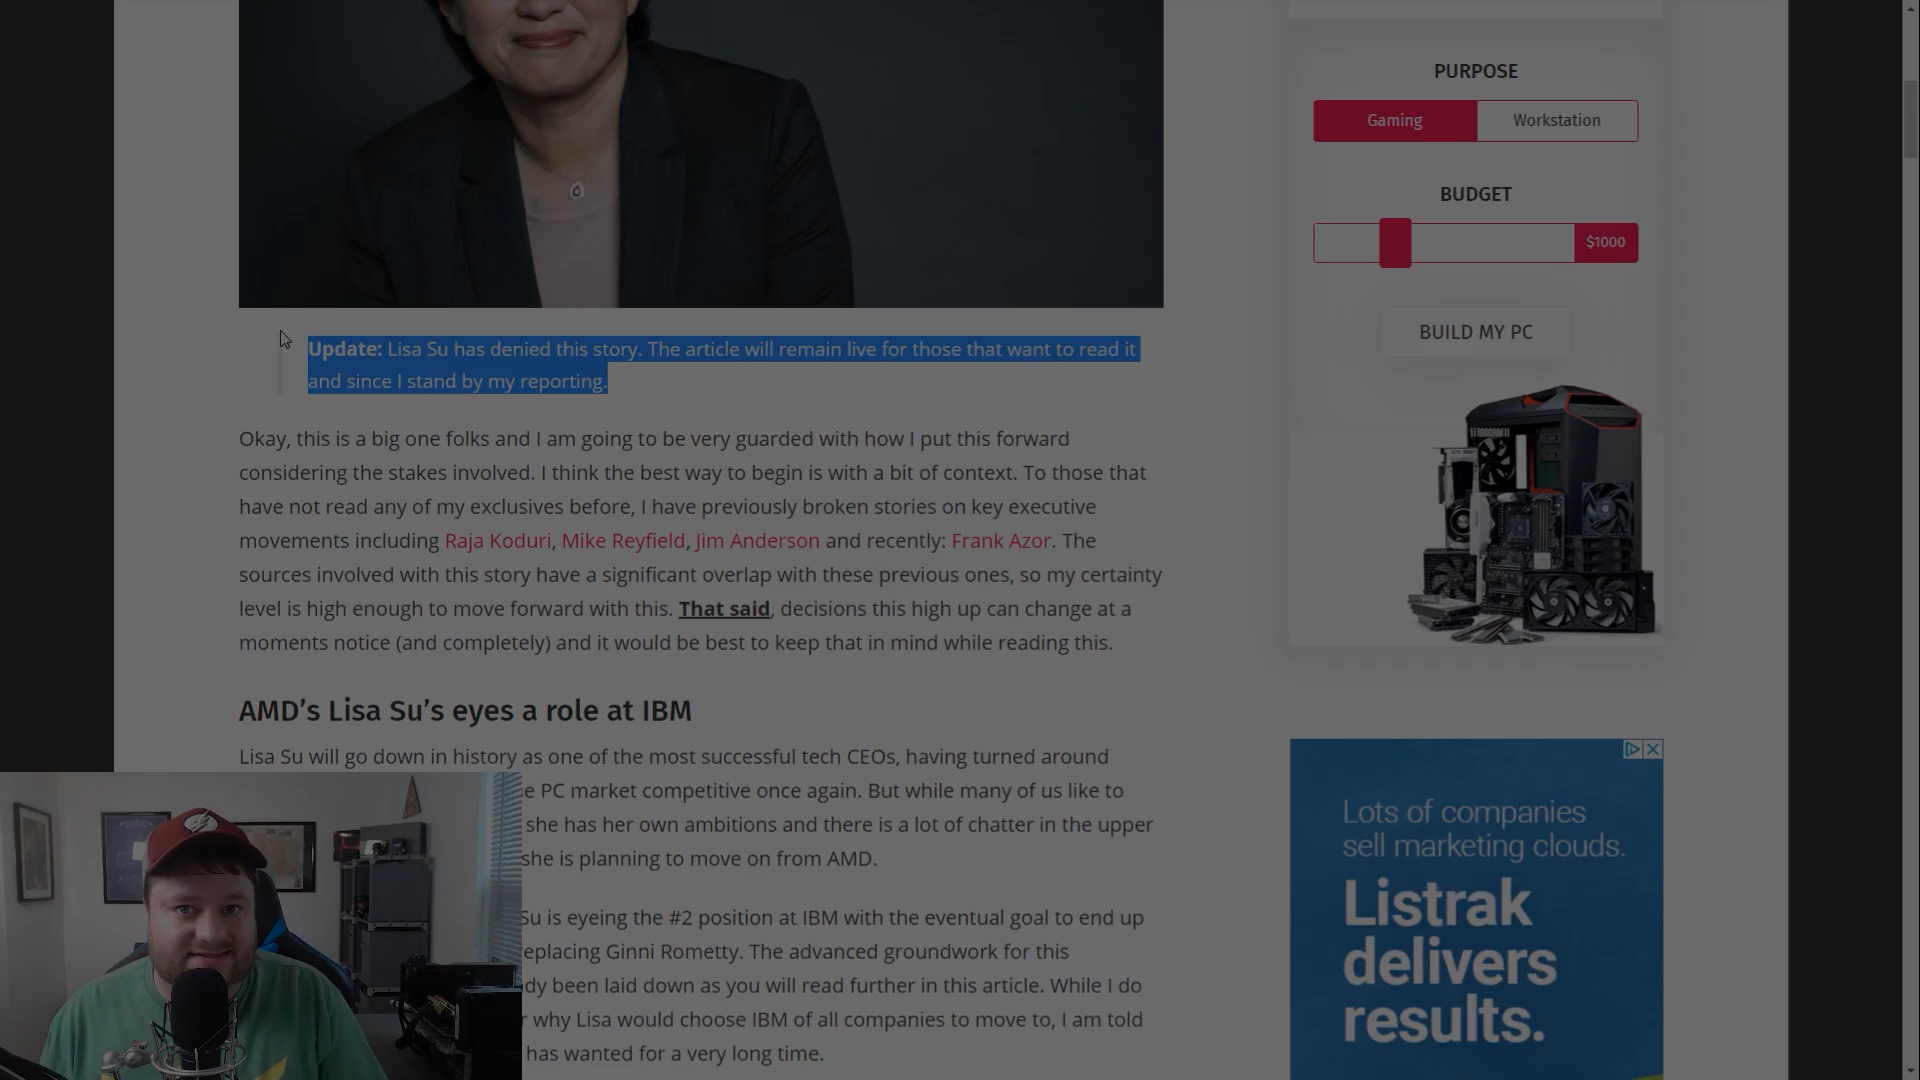 Update: Lisa Su has denied this story. The article will remain live for those that want to read it
and since I stand by my reporting.
Okay, this is a big one folks and I am going to be very guarded with how I put this forward
considering the stakes involved. I think the best way to begin is with a bit of context. To those that
have not read any of my exclusives before, I have previously broken stories on key executive
movements including Raja Koduri, Mike Reyfield, Jim Anderson and recently: Frank Azor. The
sources involved with this story have a significant overlap with these previous ones, so my certainty
level is high enough to move forward with this. That said, decisions this high up can change at a
moments notice (and completely) and it would be best to keep that in mind while reading this.
AMD’s Lisa Su’s eyes a role at IBM
Lisa Su will go down in history as one of the most successful tech CEOs, having turned around
e PC market competitive once again. But while many of us like to
she has her own ambitions and there is a lot of chatter in the upper
she is planning to move on from AMD.
Su is eyeing the #2 position at IBM with the eventual goal to end up
eplacing Ginni Rometty. The advanced groundwork for this
dy been laid down as you will read further in this article. While I do
r why Lisa would choose IBM of all companies to move to, I am told
has wanted for a very long time.
PURPOSE
Gaming
Workstation
BUDGET
$1000
BUILD MY PC
Lots of companies
sell marketing clouds.
Listrak
delivers
results.